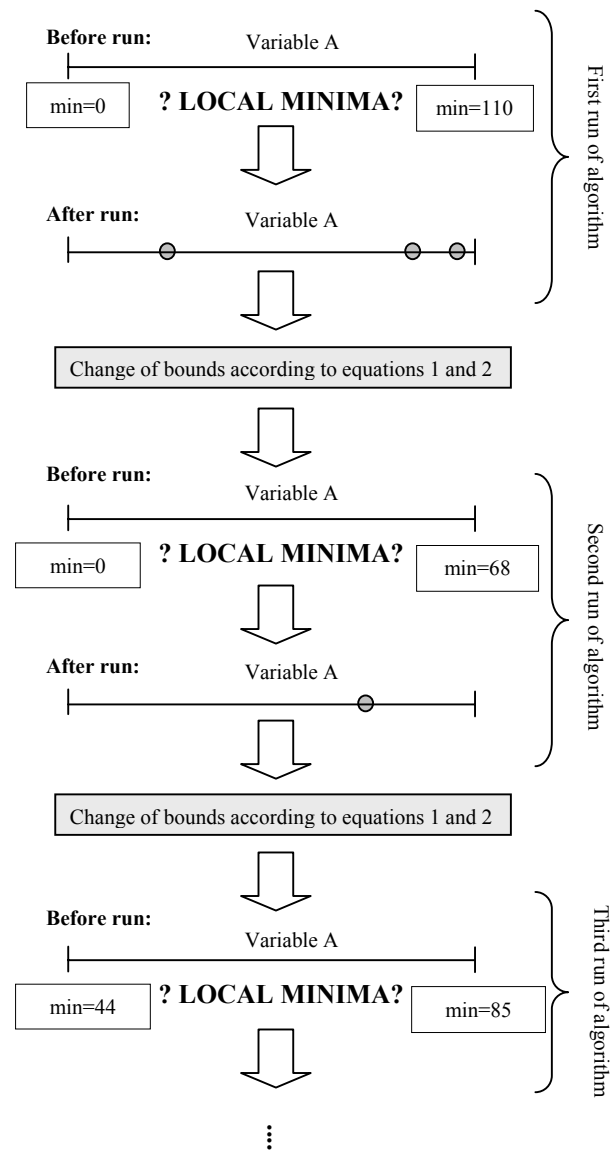 Before run:
Variable A
min=0
? LOCAL MINIMA?
min=110
First run of algorithm
After run:
Variable A
Change of bounds according to equations 1 and 2
Before run:
Variable A
min=0
? LOCAL MINIMA?
min=68
Second run of algorithm
After run:
Variable A
Change of bounds according to equations 1 and 2
Before run:
Variable A
min=44
? LOCAL MINIMA?
min=85
Third run of
algorithm